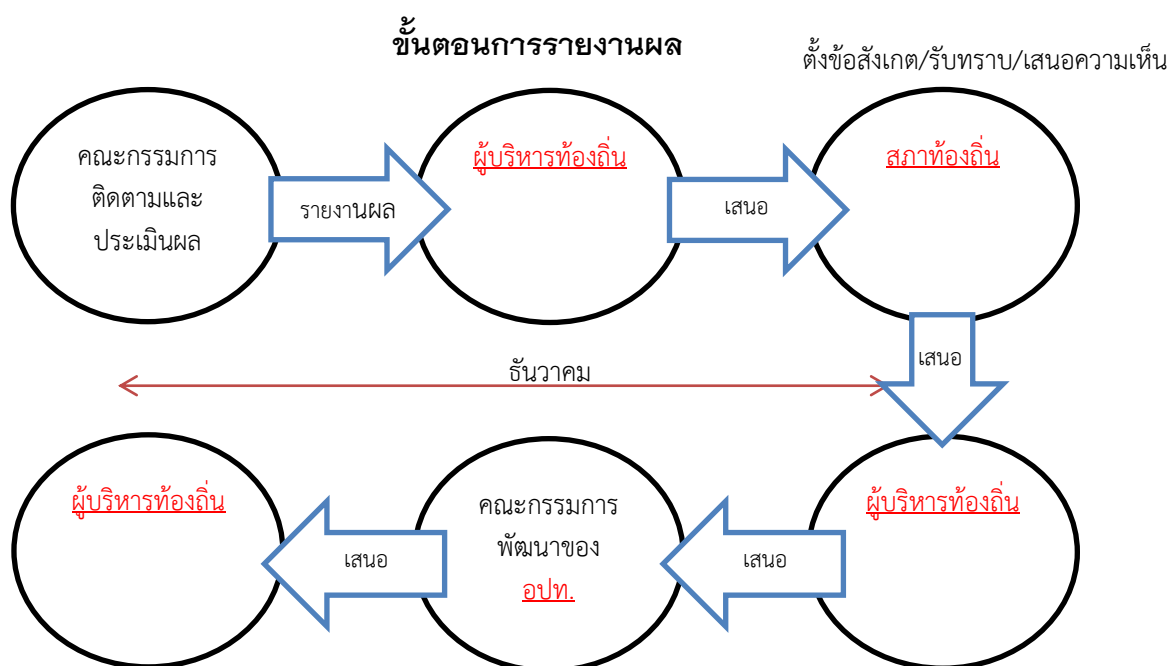 ขั้นตอนการรายงานผล
ตั้งข้อสังเกต/รับทราบ/เสนอความเห็น
คณะกรรมการ
ติดตามและ
ประเมินผล
รายงานผล
ผู้บริหารท้องถิ่น
เสนอ
สภาท้องถิ่น
เสนอ
ธันวาคม
ผู้บริหารท้องถิ่น
เสนอ
คณะกรรมการ
พัฒนาของ
อปท.
เสนอ
ผู้บริหารท้องถิ่น